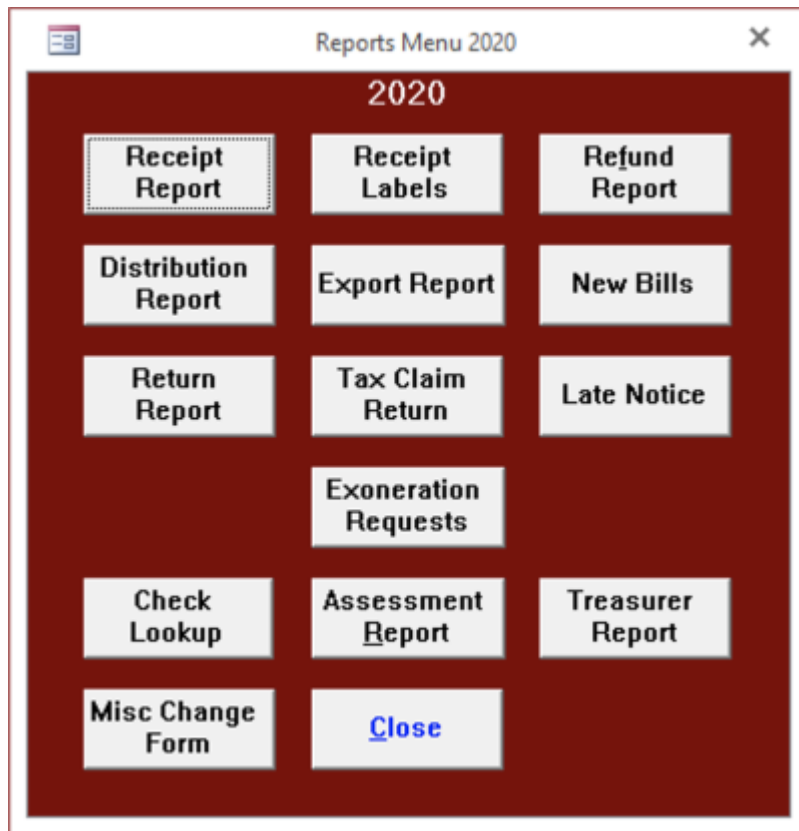 Reports Menu 2020
2020
Receipt
Report
Receipt
Labels
Refund
Report
Distribution
Report
Export Report
New Bills
Return
Report
Tax Claim
Return
Late Notice
Exoneration
Requests
Check
Lookup
Assessment
Report
Treasurer
Report
Misc Change
Form
Close